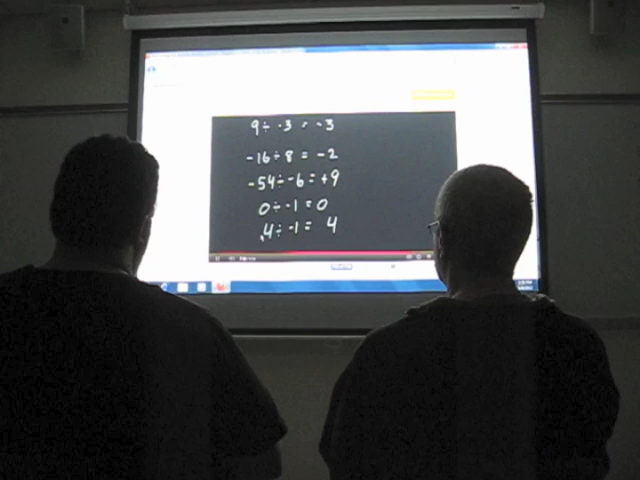 9 ÷ -3 = -3
-16 ÷ 8 = -2
-54 ÷ -6 = +9
0 ÷ -1 = 0
4 ÷ -1 = 4